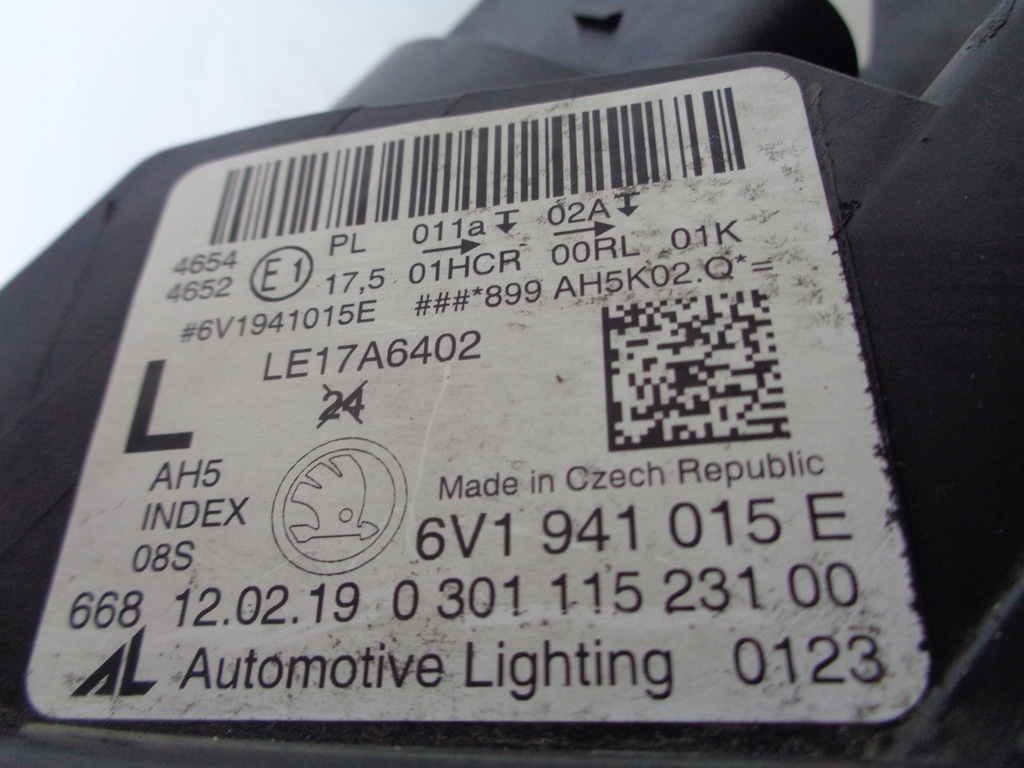 4654 E1 PL 011a 02A
4652 17,5 01HCR 00RL 01K
#6V1941015E ###*899 AH5K02.Q*=
LE17A6402
L 24
AH5
INDEX
08S
Made in Czech Republic
6V1 941 015 E
668 12.02.19 0 301 115 231 00
AL Automotive Lighting 0123